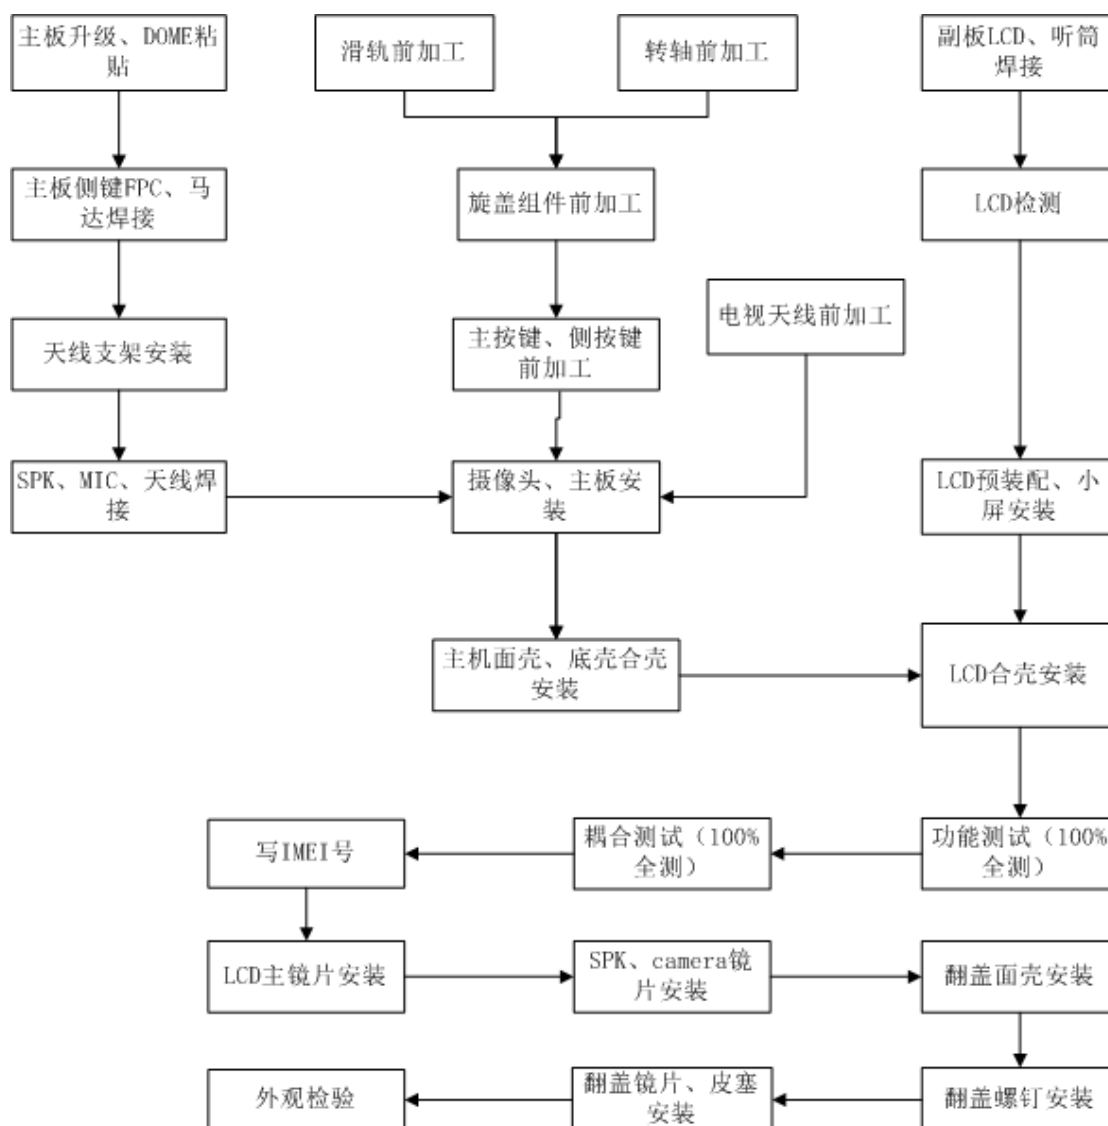 主板升级、DOME粘
贴
滑轨前加工
转轴前加工
副板LCD、听筒
焊接
主板侧键FPC、马
达焊接
旋盖组件前加工
LCD检测
电视天线前加工
天线支架安装
主按键、侧按键
前加工
SPK、MIC、天线焊
接
摄像头、主板安
装
LCD预装配、小
屏安装
主机面壳、底壳合壳
安装
LCD合壳安装
写IMEI号
耦合测试（100%
全测）
功能测试（100%
全测）
LCD主镜片安装
SPK、camera镜
片安装
翻盖面壳安装
外观检验
翻盖镜片、皮塞
安装
翻盖螺钉安装